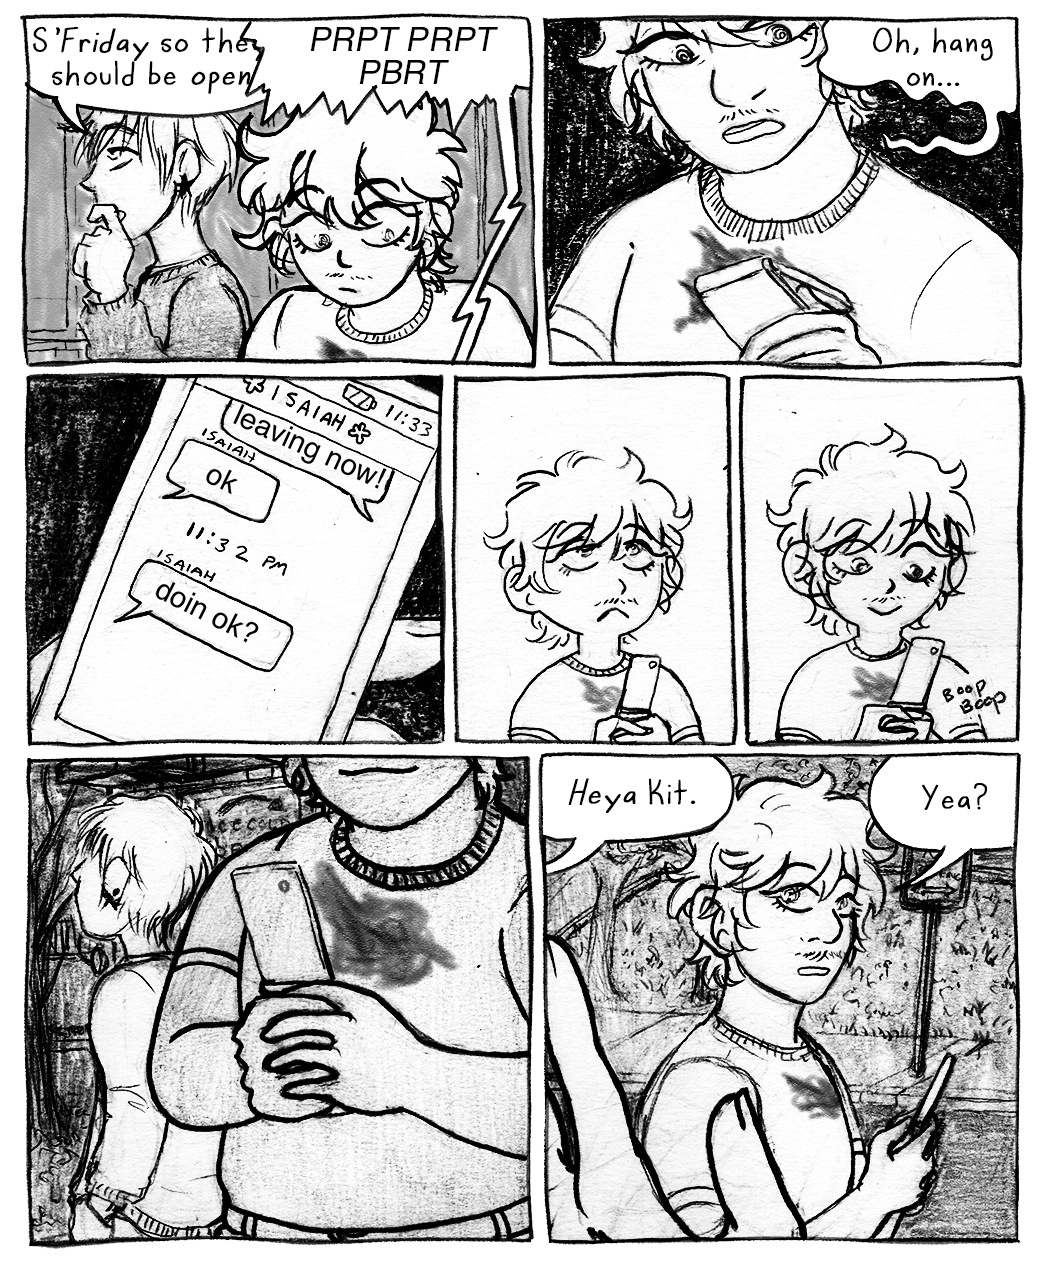 S'Friday so the
should be open
PRPT PRPT
PBRT
Oh, hang
on...
ISAIAH 11:33
leaving now!
ISAIAH
ok
11:32 PM
ISAIAH
doin ok?
BOOP
BOOP
Heya Kit.
Yea?